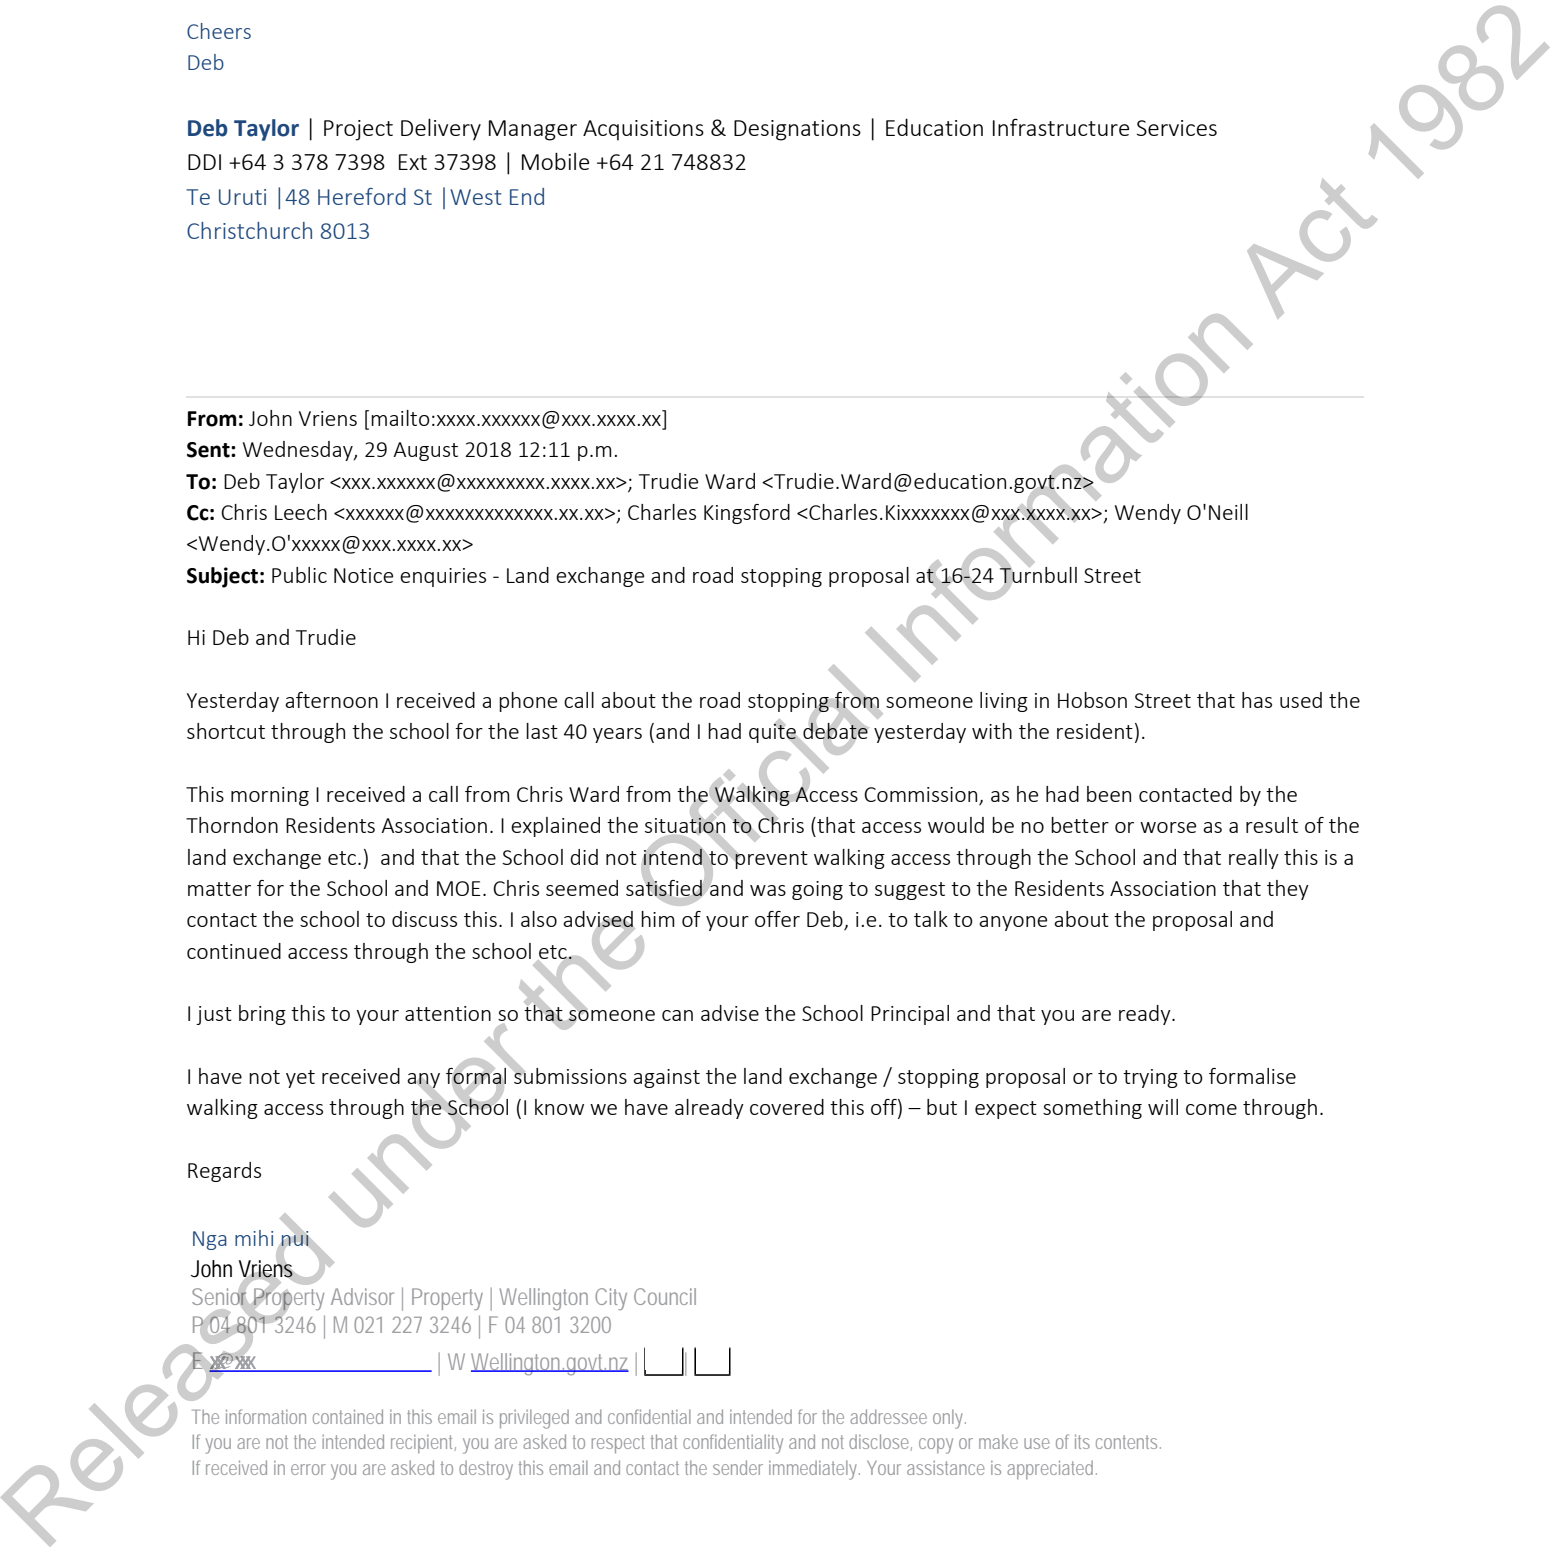 Cheers
Deb
Deb Taylor | Project Delivery Manager Acquisitions & Designations | Education Infrastructure Services
DDI +64 3 378 7398  Ext 37398 | Mobile +64 21 748832
Te Uruti |48 Hereford St |West End
Christchurch 8013
From: John Vriens [mailto:xxxx.xxxxxx@xxx.xxxx.xx]
Sent: Wednesday, 29 August 2018 12:11 p.m.
To: Deb Taylor <xxx.xxxxxx@xxxxxxxxx.xxxx.xx>; Trudie Ward <Trudie.Ward@education.govt.nz>
Cc: Chris Leech <xxxxxx@xxxxxxxxxxxxx.xx.xx>; Charles Kingsford <Charles.Kixxxxxxx@xxx.xxxx.xx>; Wendy O'Neill
<Wendy.O'xxxxx@xxx.xxxx.xx>
Subject: Public Notice enquiries - Land exchange and road stopping proposal at 16-24 Turnbull Street
Hi Deb and Trudie
Yesterday afternoon I received a phone call about the road stopping from someone living in Hobson Street that has used the
shortcut through the school for the last 40 years (and I had quite debate yesterday with the resident).
This morning I received a call from Chris Ward from the Walking Access Commission, as he had been contacted by the
Thorndon Residents Association. I explained the situation to Chris (that access would be no better or worse as a result of the
land exchange etc.)  and that the School did not intend to prevent walking access through the School and that really this is a
matter for the School and MOE. Chris seemed satisfied and was going to suggest to the Residents Association that they
contact the school to discuss this. I also advised him of your offer Deb, i.e. to talk to anyone about the proposal and
continued access through the school etc.
I just bring this to your attention so that someone can advise the School Principal and that you are ready.
I have not yet received any formal submissions against the land exchange / stopping proposal or to trying to formalise
walking access through the School (I know we have already covered this off) – but I expect something will come through.
Regards
Nga mihi nui
John Vriens
Senior Property Advisor | Property | Wellington City Council
P 04 801 3246 | M 021 227 3246 | F 04 801 3200
E | W Wellington.govt.nz | |
The information contained in this email is privileged and confidential and intended for the addressee only.
If you are not the intended recipient, you are asked to respect that confidentiality and not disclose, copy or make use of its contents.
If received in error you are asked to destroy this email and contact the sender immediately. Your assistance is appreciated.
Released under the Official Information Act 1982